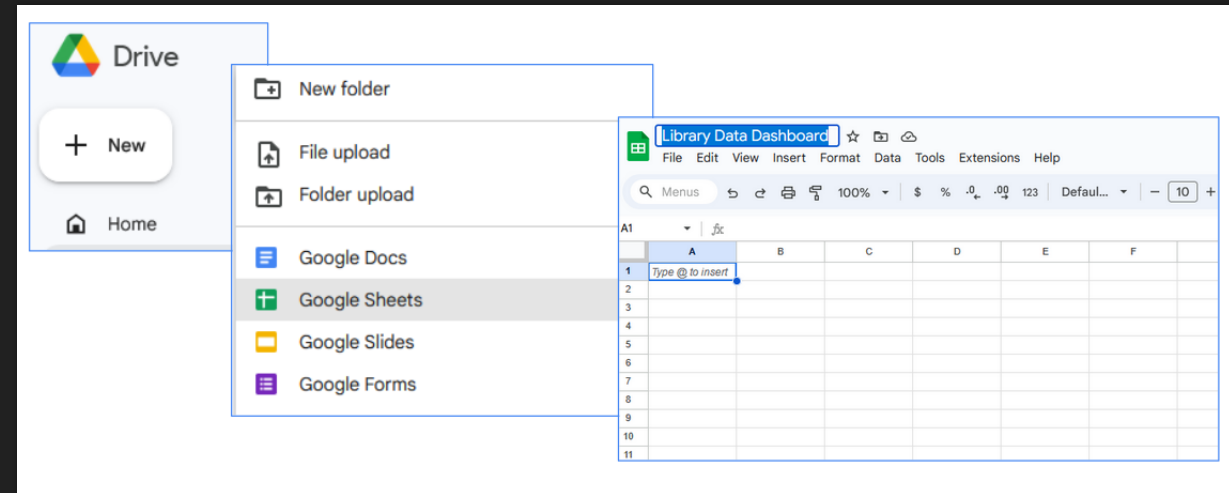 Drive
New
Home
New folder
File upload
Folder upload
Google Docs
Google Sheets
Google Slides
Google Forms
Library Data Dashboard
File Edit View Insert Format Data Tools Extensions Help
Menus 100% $ % .0 .00 123 Defaul... − 10 +
A1 fx
A B C D E F
1 Type @ to insert
2
3
4
5
6
7
8
9
10
11